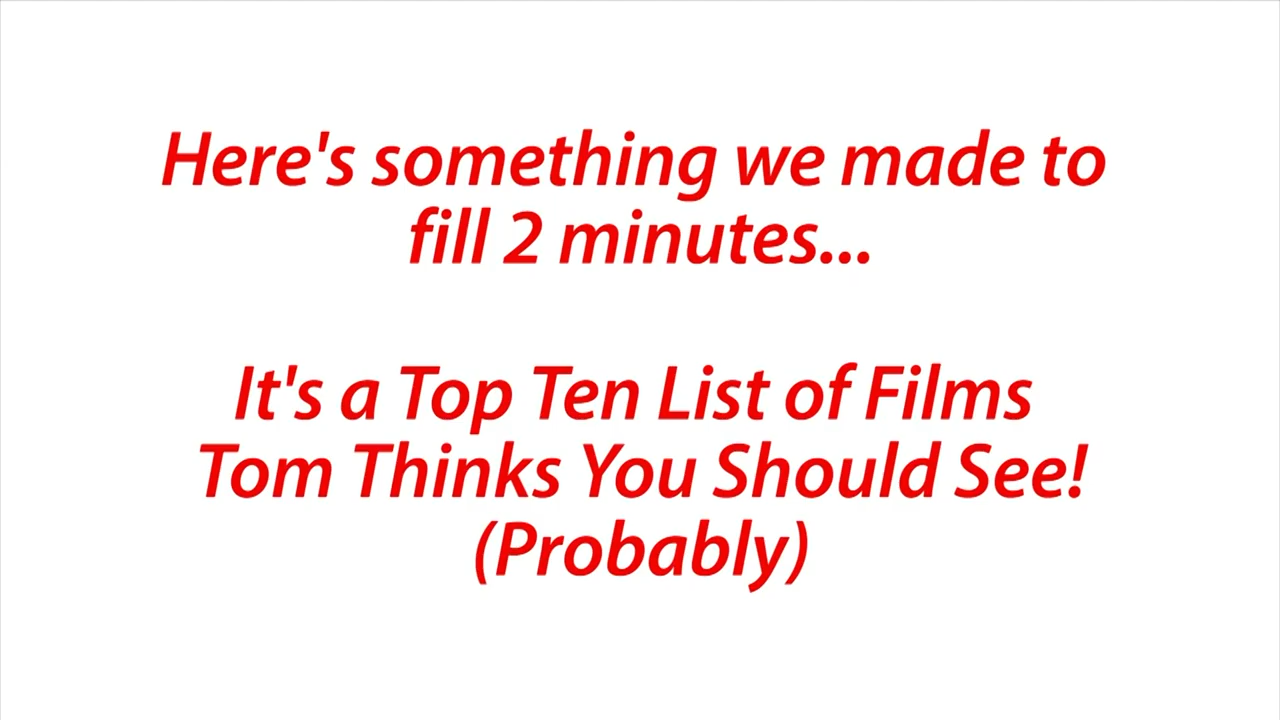 Here's something we made to
fill 2 minutes...
It's a Top Ten List of Films
Tom Thinks You Should See!
(Probably)